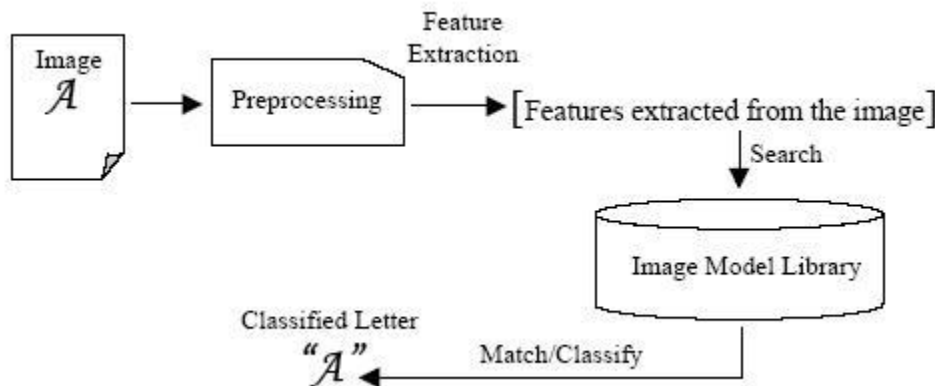 Image
𝒜
Preprocessing
Feature
Extraction
[Features extracted from the image]
Search
Image Model Library
Match/Classify
Classified Letter
“𝒜”